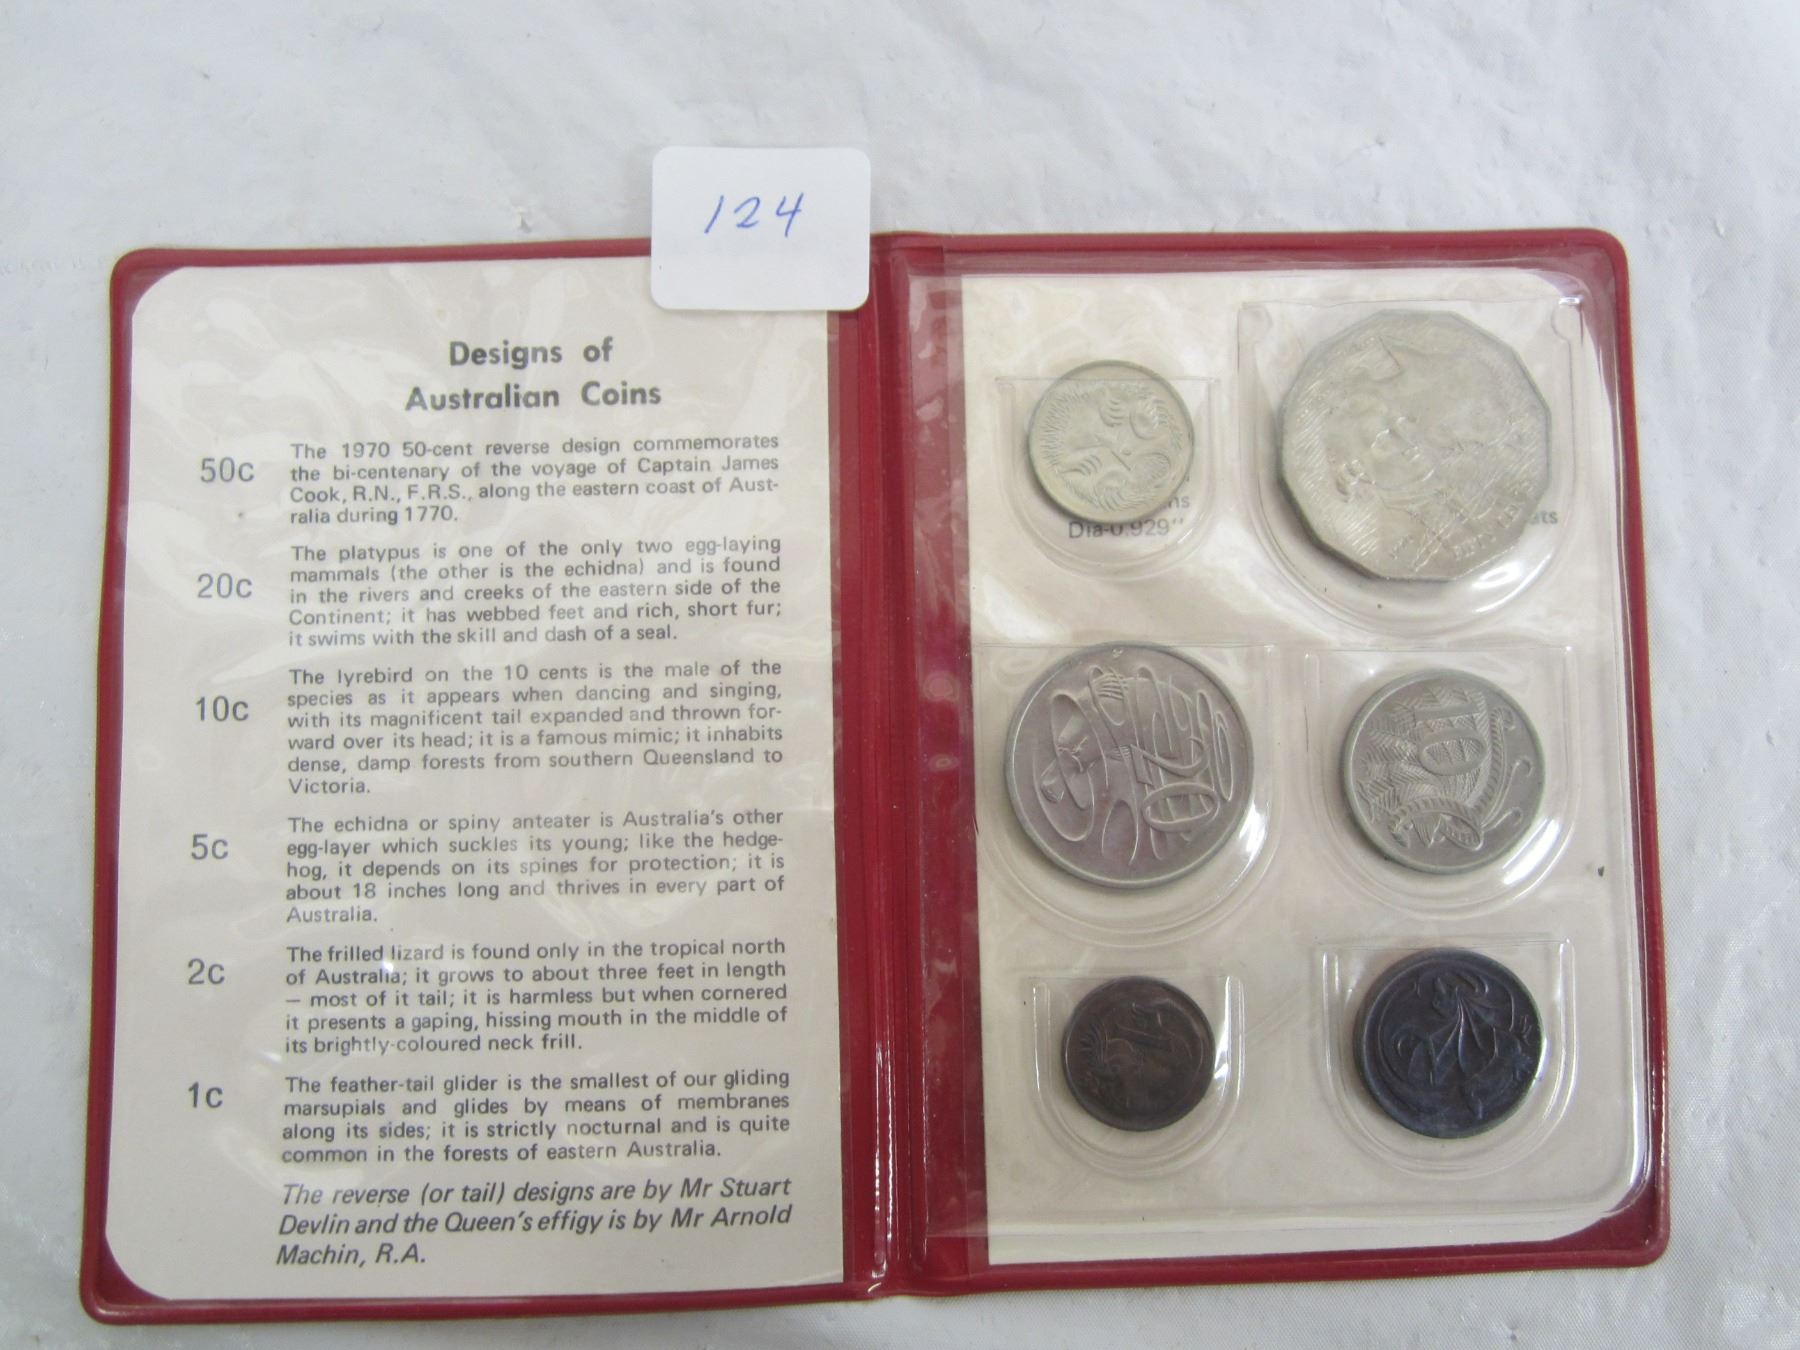 124
Designs of
Australian Coins
50c
The 1970 50-cent reverse design commemorates
the bi-centenary of the voyage of Captain James
Cook, R.N., F.R.S., along the eastern coast of Aust-
ralia during 1770.
20c
The platypus is one of the only two egg-laying
mammals (the other is the echidna) and is found
in the rivers and creeks of the eastern side of the
Continent; it has webbed feet and rich, short fur;
it swims with the skill and dash of a seal.
10c
The lyrebird on the 10 cents is the male of the
species as it appears when dancing and singing,
with its magnificent tail expanded and thrown for-
ward over its head; it is a famous mimic; it inhabits
dense, damp forests from southern Queensland to
Victoria.
5c
The echidna or spiny anteater is Australia's other
egg-layer which suckles its young; like the hedge-
hog, it depends on its spines for protection; it is
about 18 inches long and thrives in every part of
Australia.
2c
The frilled lizard is found only in the tropical north
of Australia; it grows to about three feet in length
— most of it tail; it is harmless but when cornered
it presents a gaping, hissing mouth in the middle of
its brightly-coloured neck frill.
1c
The feather-tail glider is the smallest of our gliding
marsupials and glides by means of membranes
along its sides; it is strictly nocturnal and is quite
common in the forests of eastern Australia.
The reverse (or tail) designs are by Mr Stuart
Devlin and the Queen's effigy is by Mr Arnold
Machin, R.A.
5
Dia-0.929"
FIFTY CENTS
20
10
1
2